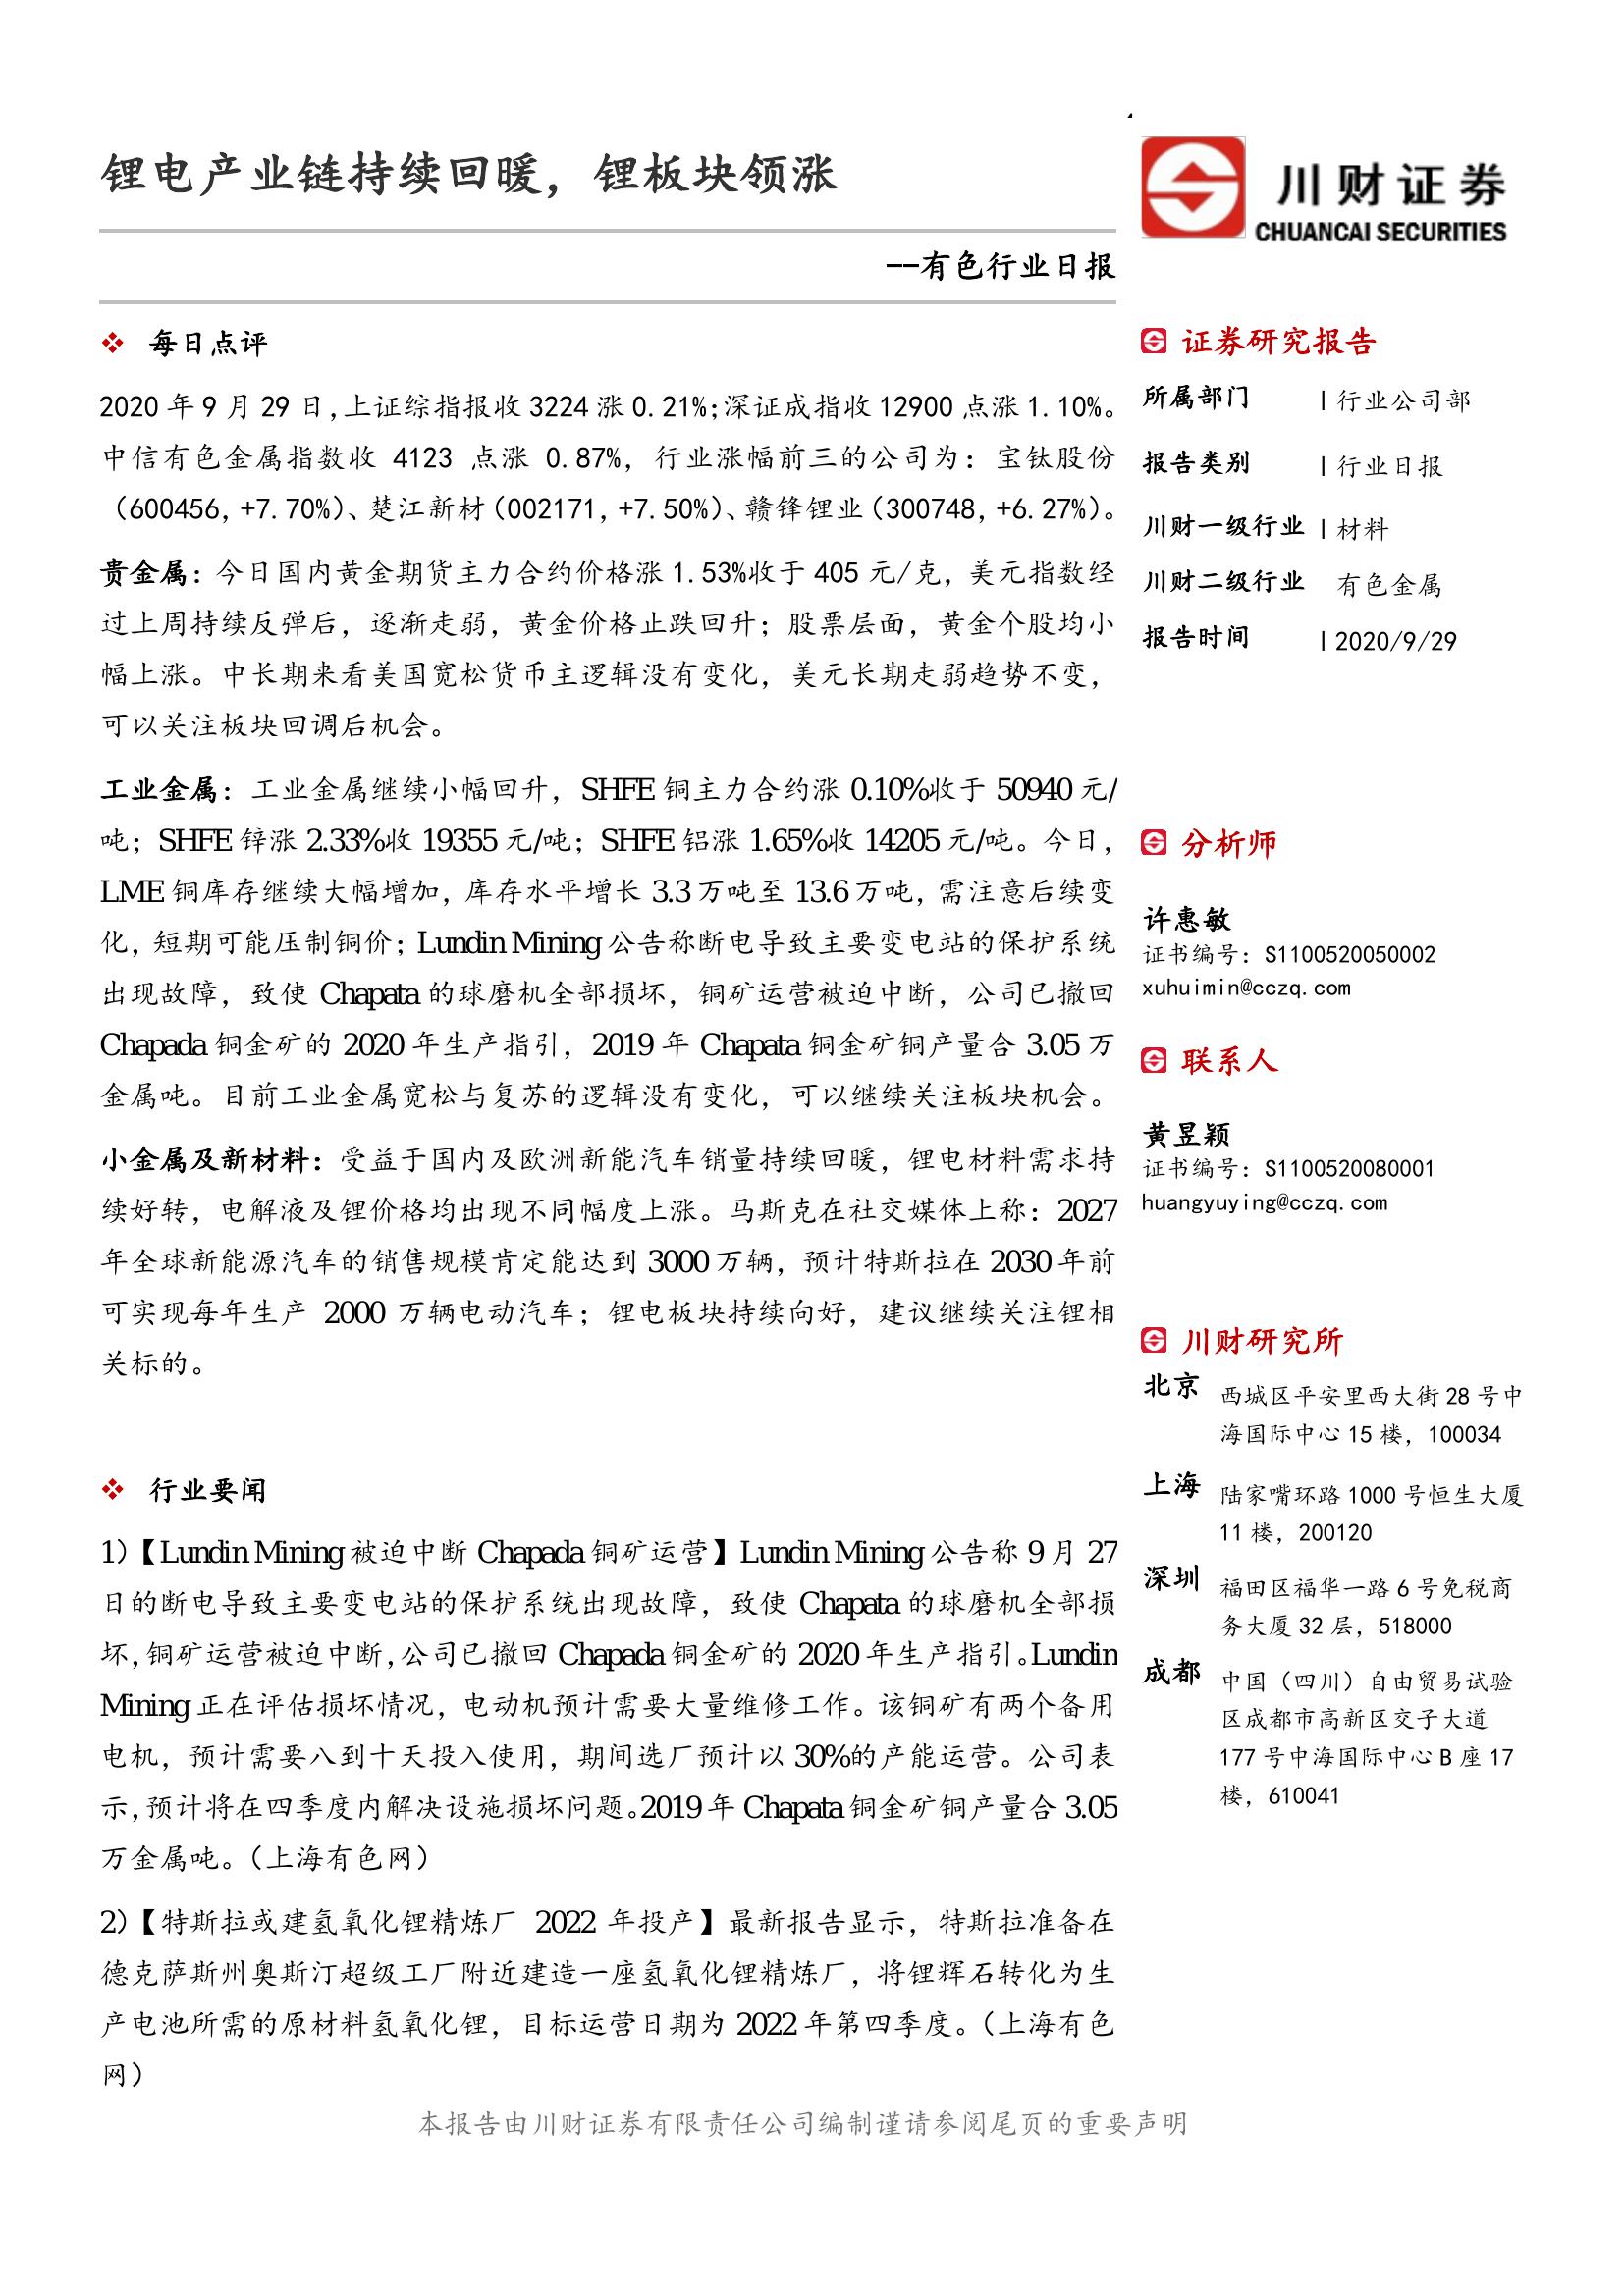 锂电产业链持续回暖，锂板块领涨
川财证券
CHUANCAI SECURITIES
--有色行业日报
❖ 每日点评
2020 年 9 月 29 日,上证综指报收 3224 涨 0.21%;深证成指收 12900 点涨 1.10%。
中信有色金属指数收 4123 点涨 0.87%，行业涨幅前三的公司为：宝钛股份
（600456, +7.70%）、楚江新材（002171, +7.50%）、赣锋锂业（300748, +6.27%）。
贵金属：今日国内黄金期货主力合约价格涨 1.53%收于 405 元/克，美元指数经
过上周持续反弹后，逐渐走弱，黄金价格止跌回升；股票层面，黄金个股均小
幅上涨。中长期来看美国宽松货币主逻辑没有变化，美元长期走弱趋势不变，
可以关注板块回调后机会。
工业金属：工业金属继续小幅回升，SHFE 铜主力合约涨 0.10%收于 50940 元/
吨；SHFE 锌涨 2.33%收 19355 元/吨；SHFE 铝涨 1.65%收 14205 元/吨。今日，
LME 铜库存继续大幅增加，库存水平增长 3.3 万吨至 13.6 万吨，需注意后续变
化，短期可能压制铜价；Lundin Mining 公告称断电导致主要变电站的保护系统
出现故障，致使 Chapata 的球磨机全部损坏，铜矿运营被迫中断，公司已撤回
Chapada 铜金矿的 2020 年生产指引，2019 年 Chapata 铜金矿铜产量合 3.05 万
金属吨。目前工业金属宽松与复苏的逻辑没有变化，可以继续关注板块机会。
小金属及新材料：受益于国内及欧洲新能汽车销量持续回暖，锂电材料需求持
续好转，电解液及锂价格均出现不同幅度上涨。马斯克在社交媒体上称：2027
年全球新能源汽车的销售规模肯定能达到 3000 万辆，预计特斯拉在 2030 年前
可实现每年生产 2000 万辆电动汽车；锂电板块持续向好，建议继续关注锂相
关标的。
❖ 行业要闻
1）【Lundin Mining 被迫中断 Chapada 铜矿运营】Lundin Mining 公告称 9 月 27
日的断电导致主要变电站的保护系统出现故障，致使 Chapata 的球磨机全部损
坏,铜矿运营被迫中断,公司已撤回 Chapada 铜金矿的 2020 年生产指引。Lundin
Mining 正在评估损坏情况，电动机预计需要大量维修工作。该铜矿有两个备用
电机，预计需要八到十天投入使用，期间选厂预计以 30%的产能运营。公司表
示,预计将在四季度内解决设施损坏问题。2019 年 Chapata 铜金矿铜产量合 3.05
万金属吨。（上海有色网）
2）【特斯拉或建氢氧化锂精炼厂 2022 年投产】最新报告显示，特斯拉准备在
德克萨斯州奥斯汀超级工厂附近建造一座氢氧化锂精炼厂，将锂辉石转化为生
产电池所需的原材料氢氧化锂，目标运营日期为 2022 年第四季度。（上海有色
网）
证券研究报告
所属部门 | 行业公司部
报告类别 | 行业日报
川财一级行业 | 材料
川财二级行业 有色金属
报告时间 | 2020/9/29
分析师
许惠敏
证书编号：S1100520050002
xuhuimin@cczq.com
联系人
黄昱颖
证书编号：S1100520080001
huangyuying@cczq.com
川财研究所
北京 西城区平安里西大街 28 号中
海国际中心 15 楼，100034
上海 陆家嘴环路 1000 号恒生大厦
11 楼，200120
深圳 福田区福华一路 6 号免税商
务大厦 32 层，518000
成都 中国（四川）自由贸易试验
区成都市高新区交子大道
177 号中海国际中心 B 座 17
楼，610041
本报告由川财证券有限责任公司编制谨请参阅尾页的重要声明